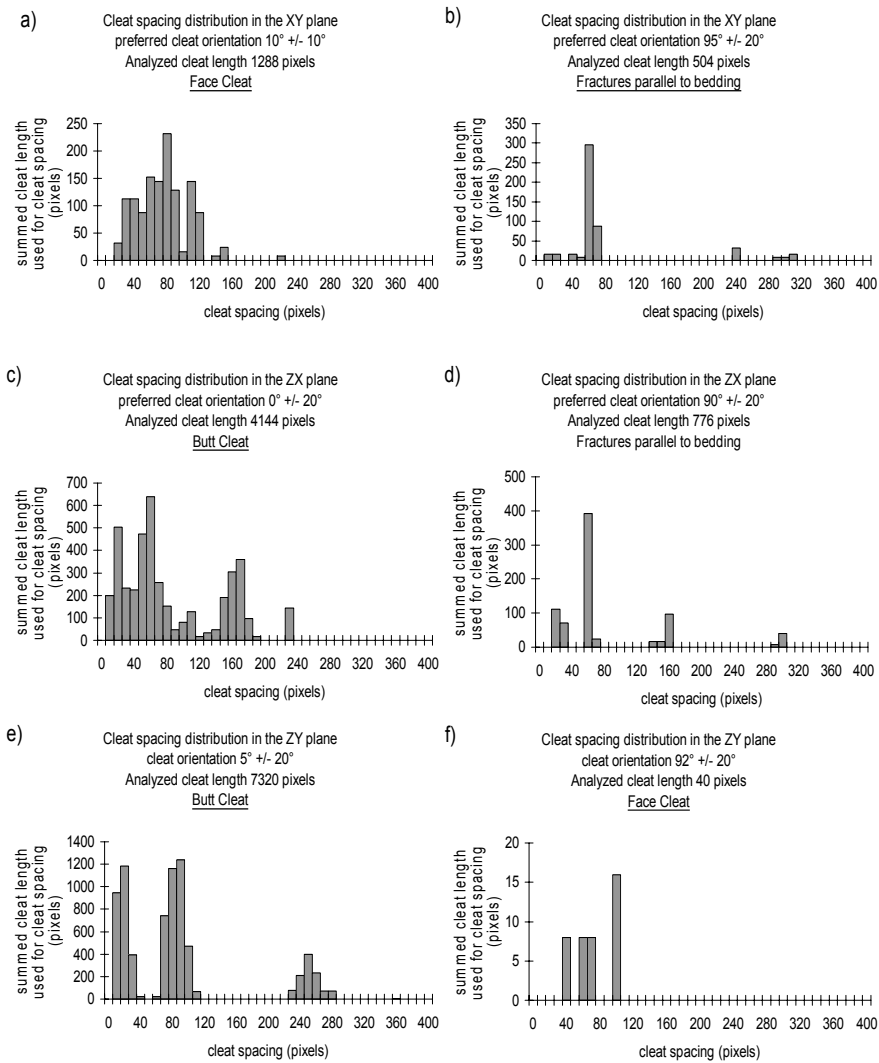 a)
Cleat spacing distribution in the XY plane
preferred cleat orientation 10° +/- 10°
Analyzed cleat length 1288 pixels
Face Cleat
summed cleat length
used for cleat spacing
(pixels)
250
200
150
100
50
0
0 40 80 120 160 200 240 280 320 360 400
cleat spacing (pixels)
b)
Cleat spacing distribution in the XY plane
preferred cleat orientation 95° +/- 20°
Analyzed cleat length 504 pixels
Fractures parallel to bedding
summed cleat length
used for cleat spacing
(pixels)
350
300
250
200
150
100
50
0
0 40 80 120 160 200 240 280 320 360 400
cleat spacing (pixels)
c)
Cleat spacing distribution in the ZX plane
preferred cleat orientation 0° +/- 20°
Analyzed cleat length 4144 pixels
Butt Cleat
summed cleat length
used for cleat spacing
(pixels)
700
600
500
400
300
200
100
0
0 40 80 120 160 200 240 280 320 360 400
cleat spacing (pixels)
d)
Cleat spacing distribution in the ZX plane
preferred cleat orientation 90° +/- 20°
Analyzed cleat length 776 pixels
Fractures parallel to bedding
summed cleat length
used for cleat spacing
(pixels)
500
400
300
200
100
0
0 40 80 120 160 200 240 280 320 360 400
cleat spacing (pixels)
e)
Cleat spacing distribution in the ZY plane
cleat orientation 5° +/- 20°
Analyzed cleat length 7320 pixels
Butt Cleat
summed cleat length
used for cleat spacing
(pixels)
1400
1200
1000
800
600
400
200
0
0 40 80 120 160 200 240 280 320 360 400
cleat spacing (pixels)
f)
Cleat spacing distribution in the ZY plane
cleat orientation 92° +/- 20°
Analyzed cleat length 40 pixels
Face Cleat
summed cleat length
used for cleat spacing
(pixels)
20
15
10
5
0
0 40 80 120 160 200 240 280 320 360 400
cleat spacing (pixels)